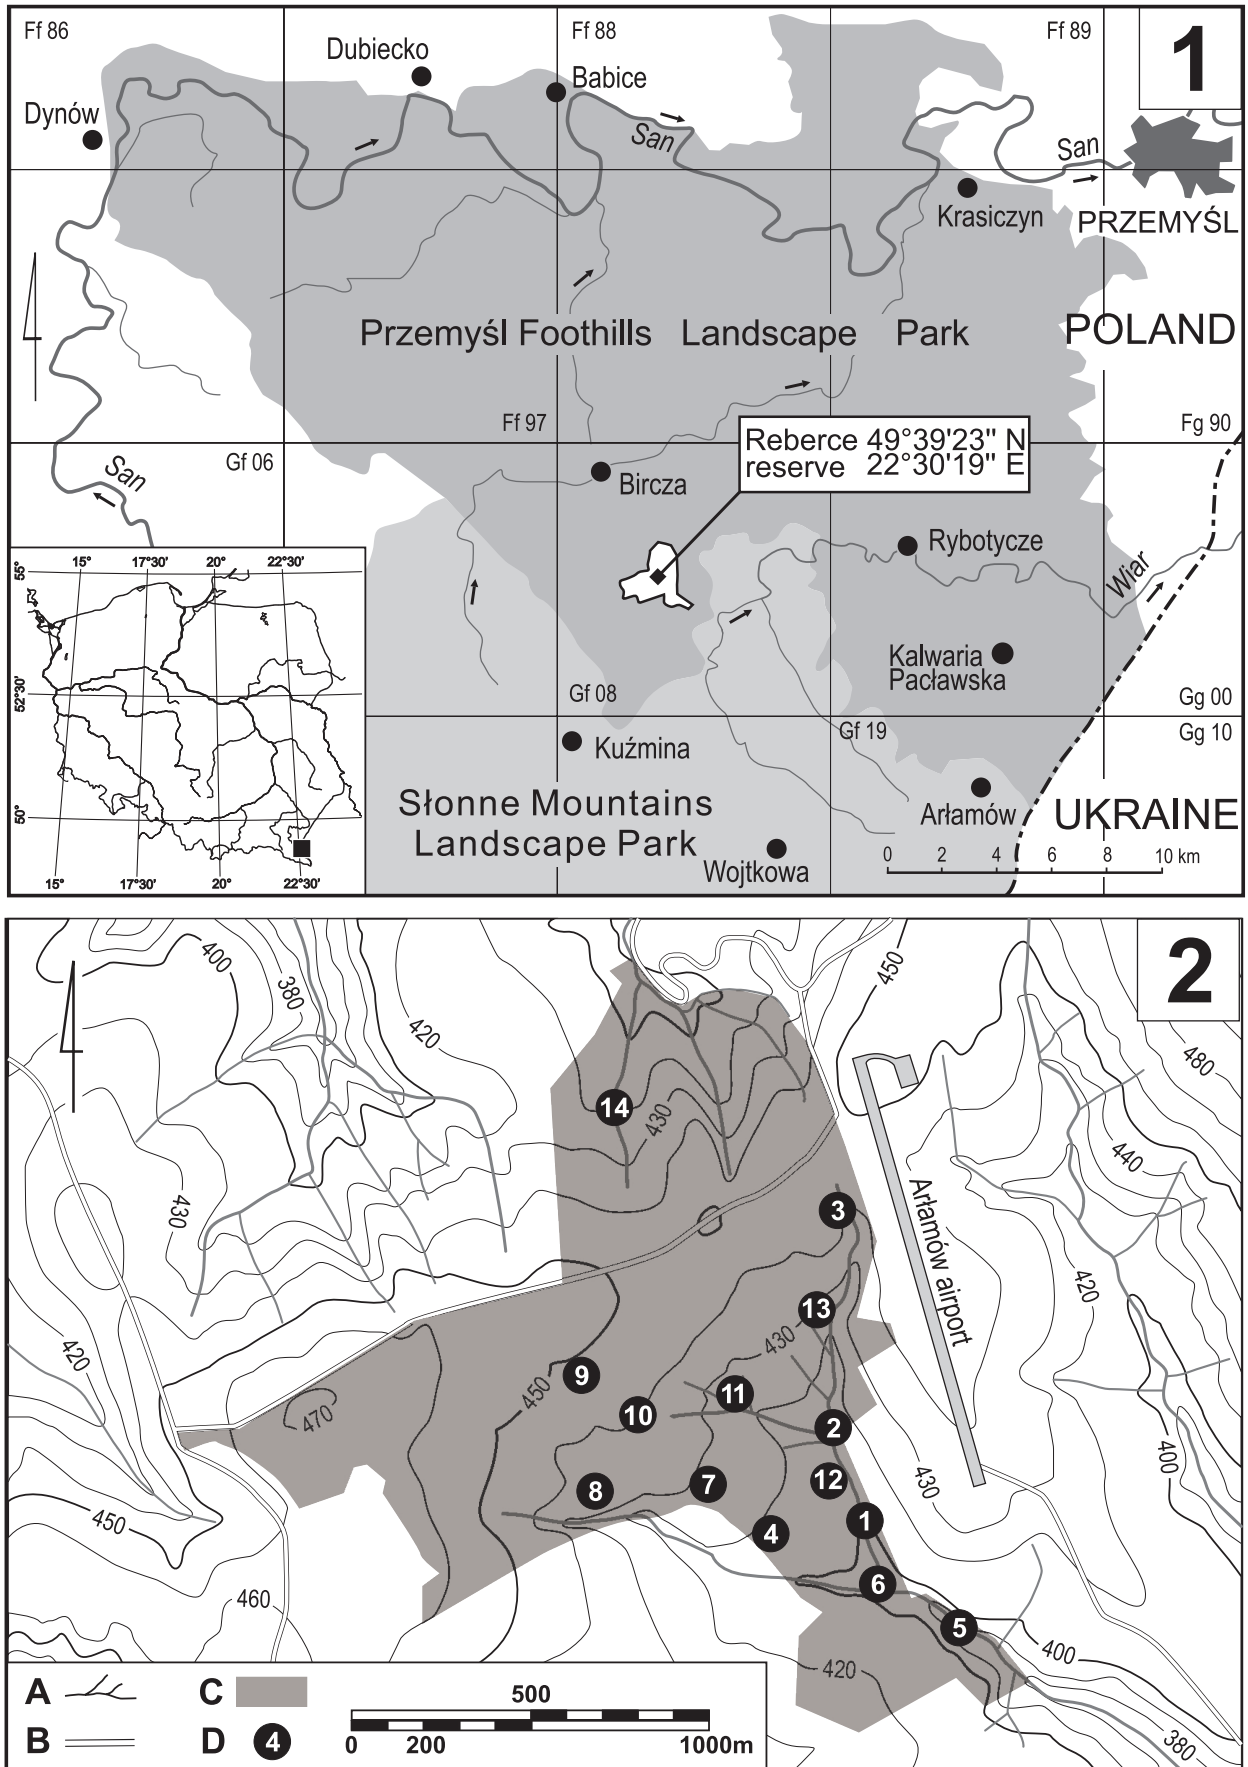 Ff 86
Ff 88
Ff 89
1
Dubiecko
Babice
Dynów
San
San
Krasiczyn
PRZEMYŚL
Przemyśl Foothills Landscape Park
POLAND
Ff 97
Fg 90
Reberce 49°39'23" N
reserve 22°30'19" E
Gf 06
San
Bircza
Rybotycze
Wiar
15° 17°30' 20° 22°30'
55°
52°30'
50°
15° 17°30' 20° 22°30'
Kalwaria
Pacławska
Gf 08
Gg 00
Gf 19
Gg 10
Kuźmina
Słonne Mountains
Landscape Park
Arłamów
UKRAINE
Wojtkowa
0 2 4 6 8 10 km
2
400
380
420
450
480
14
430
440
430
3
Arłamów airport
420
13
430
420
9
450
11
470
10
2
400
8
7
12
430
450
4
1
6
460
5
400
420
380
A
C
500
B
D
4
0 200 1000m